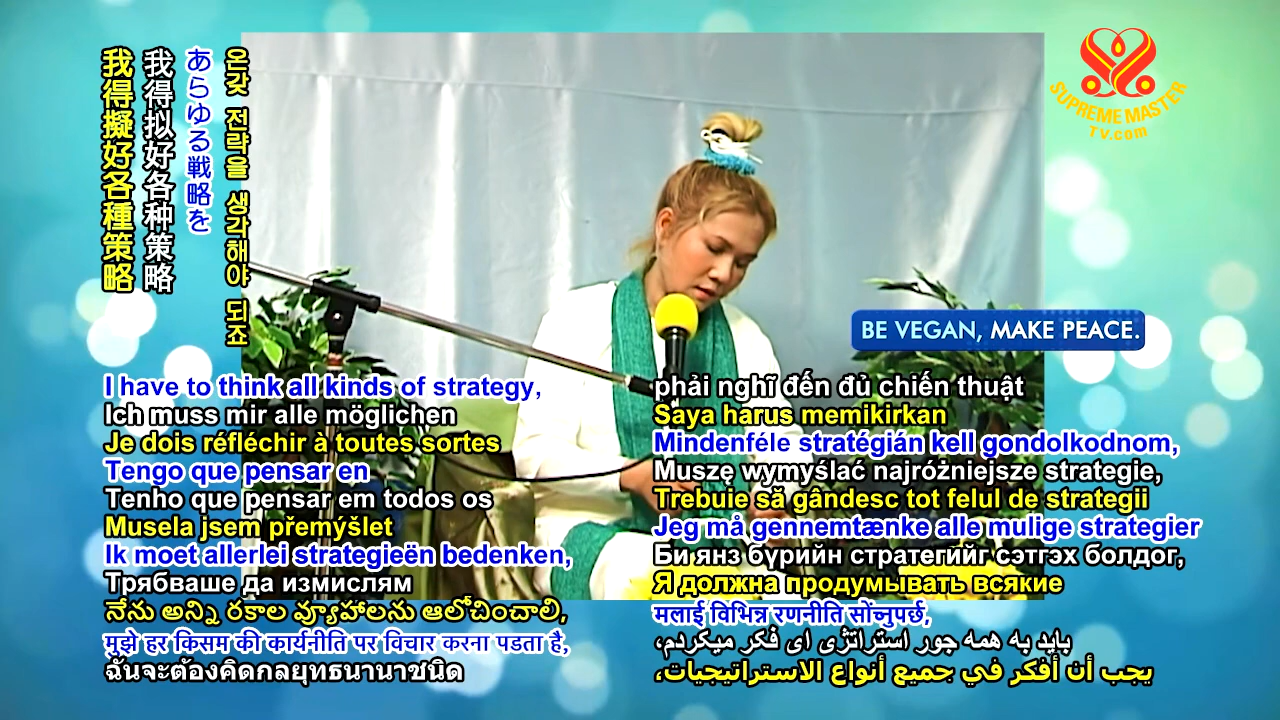 我得擬好各種策略
我得拟好各种策略
あらゆる戦略を
온갖 전략을 생각해야 되죠
SUPREME MASTER
TV.com
BE VEGAN, MAKE PEACE.
I have to think all kinds of strategy,
Ich muss mir alle möglichen
Je dois réfléchir à toutes sortes
Tengo que pensar en
Tenho que pensar em todos os
Musela jsem přemýšlet
Ik moet allerlei strategieën bedenken,
Трябваше да измислям
నేను అన్ని రకాల వ్యూహాలను ఆలోచించాలి,
मुझे हर किसम की कार्यनीति पर विचार करना पडता है,
ฉันจะต้องคิดกลยุทธนานาชนิด
phải nghĩ đến đủ chiến thuật
Saya harus memikirkan
Mindenféle stratégián kell gondolkodnom,
Muszę wymyślać najróżniejsze strategie,
Trebuie să gândesc tot felul de strategii
Jeg må gennemtænke alle mulige strategier
Би янз бүрийн стратегийг сэтгэх болдог,
Я должна продумывать всякие
मलाई विभिन्न रणनीति सोंच्नुपर्छ,
باید به همه جور استراتژی ای فکر میکردم،
يجب أن أفكر في جميع أنواع الاستراتيجيات،